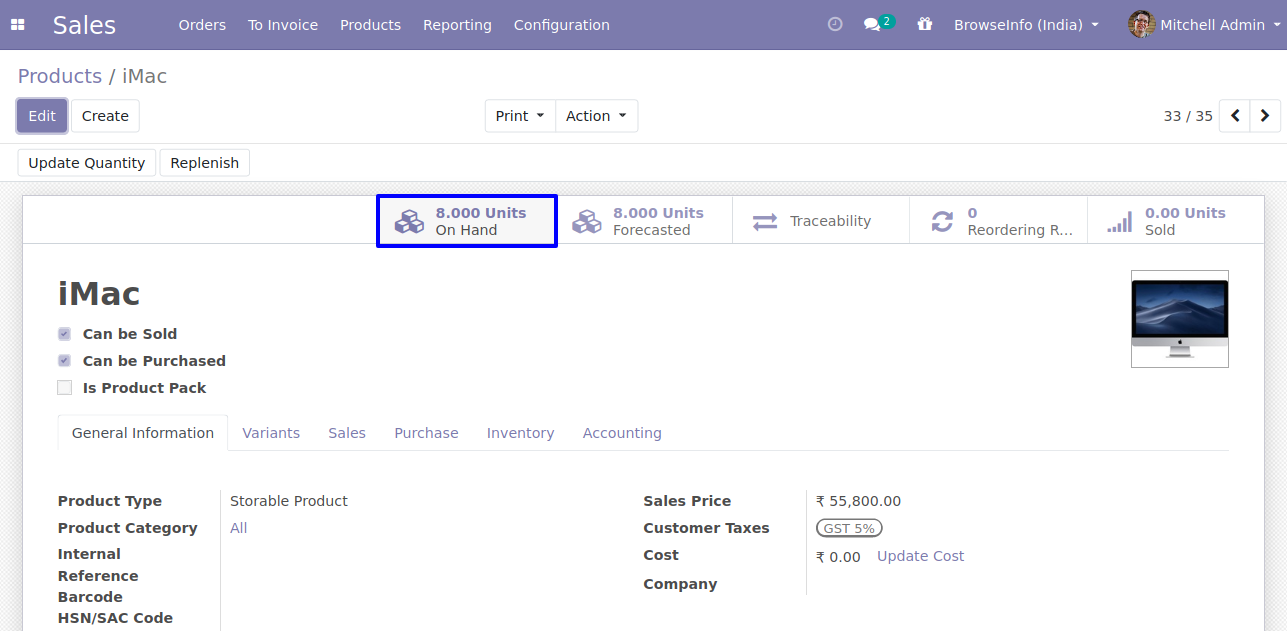 Sales Orders To Invoice Products Reporting Configuration 2 BrowseInfo (India) Mitchell Admin
Products / iMac
Edit Create Print Action 33 / 35
Update Quantity Replenish
8.000 Units 8.000 Units Traceability 0 0.00 Units
On Hand Forecasted Reordering R... Sold
iMac
Can be Sold
Can be Purchased
Is Product Pack
General Information Variants Sales Purchase Inventory Accounting
Product Type Storable Product Sales Price ₹ 55,800.00
Product Category All Customer Taxes GST 5%
Internal Cost ₹ 0.00 Update Cost
Reference Company
Barcode
HSN/SAC Code